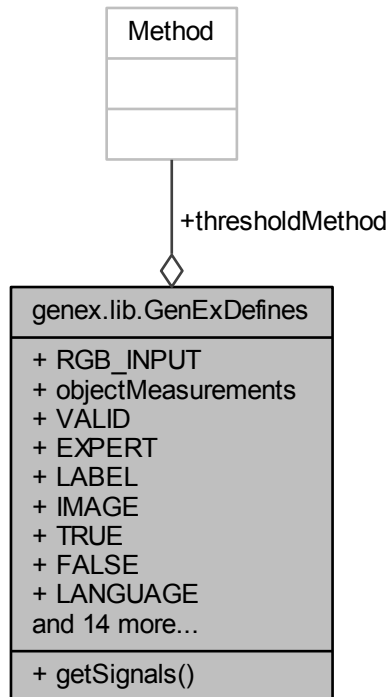 Method
+thresholdMethod
genex.lib.GenExDefines
+ RGB_INPUT
+ objectMeasurements
+ VALID
+ EXPERT
+ LABEL
+ IMAGE
+ TRUE
+ FALSE
+ LANGUAGE
and 14 more...
+ getSignals()